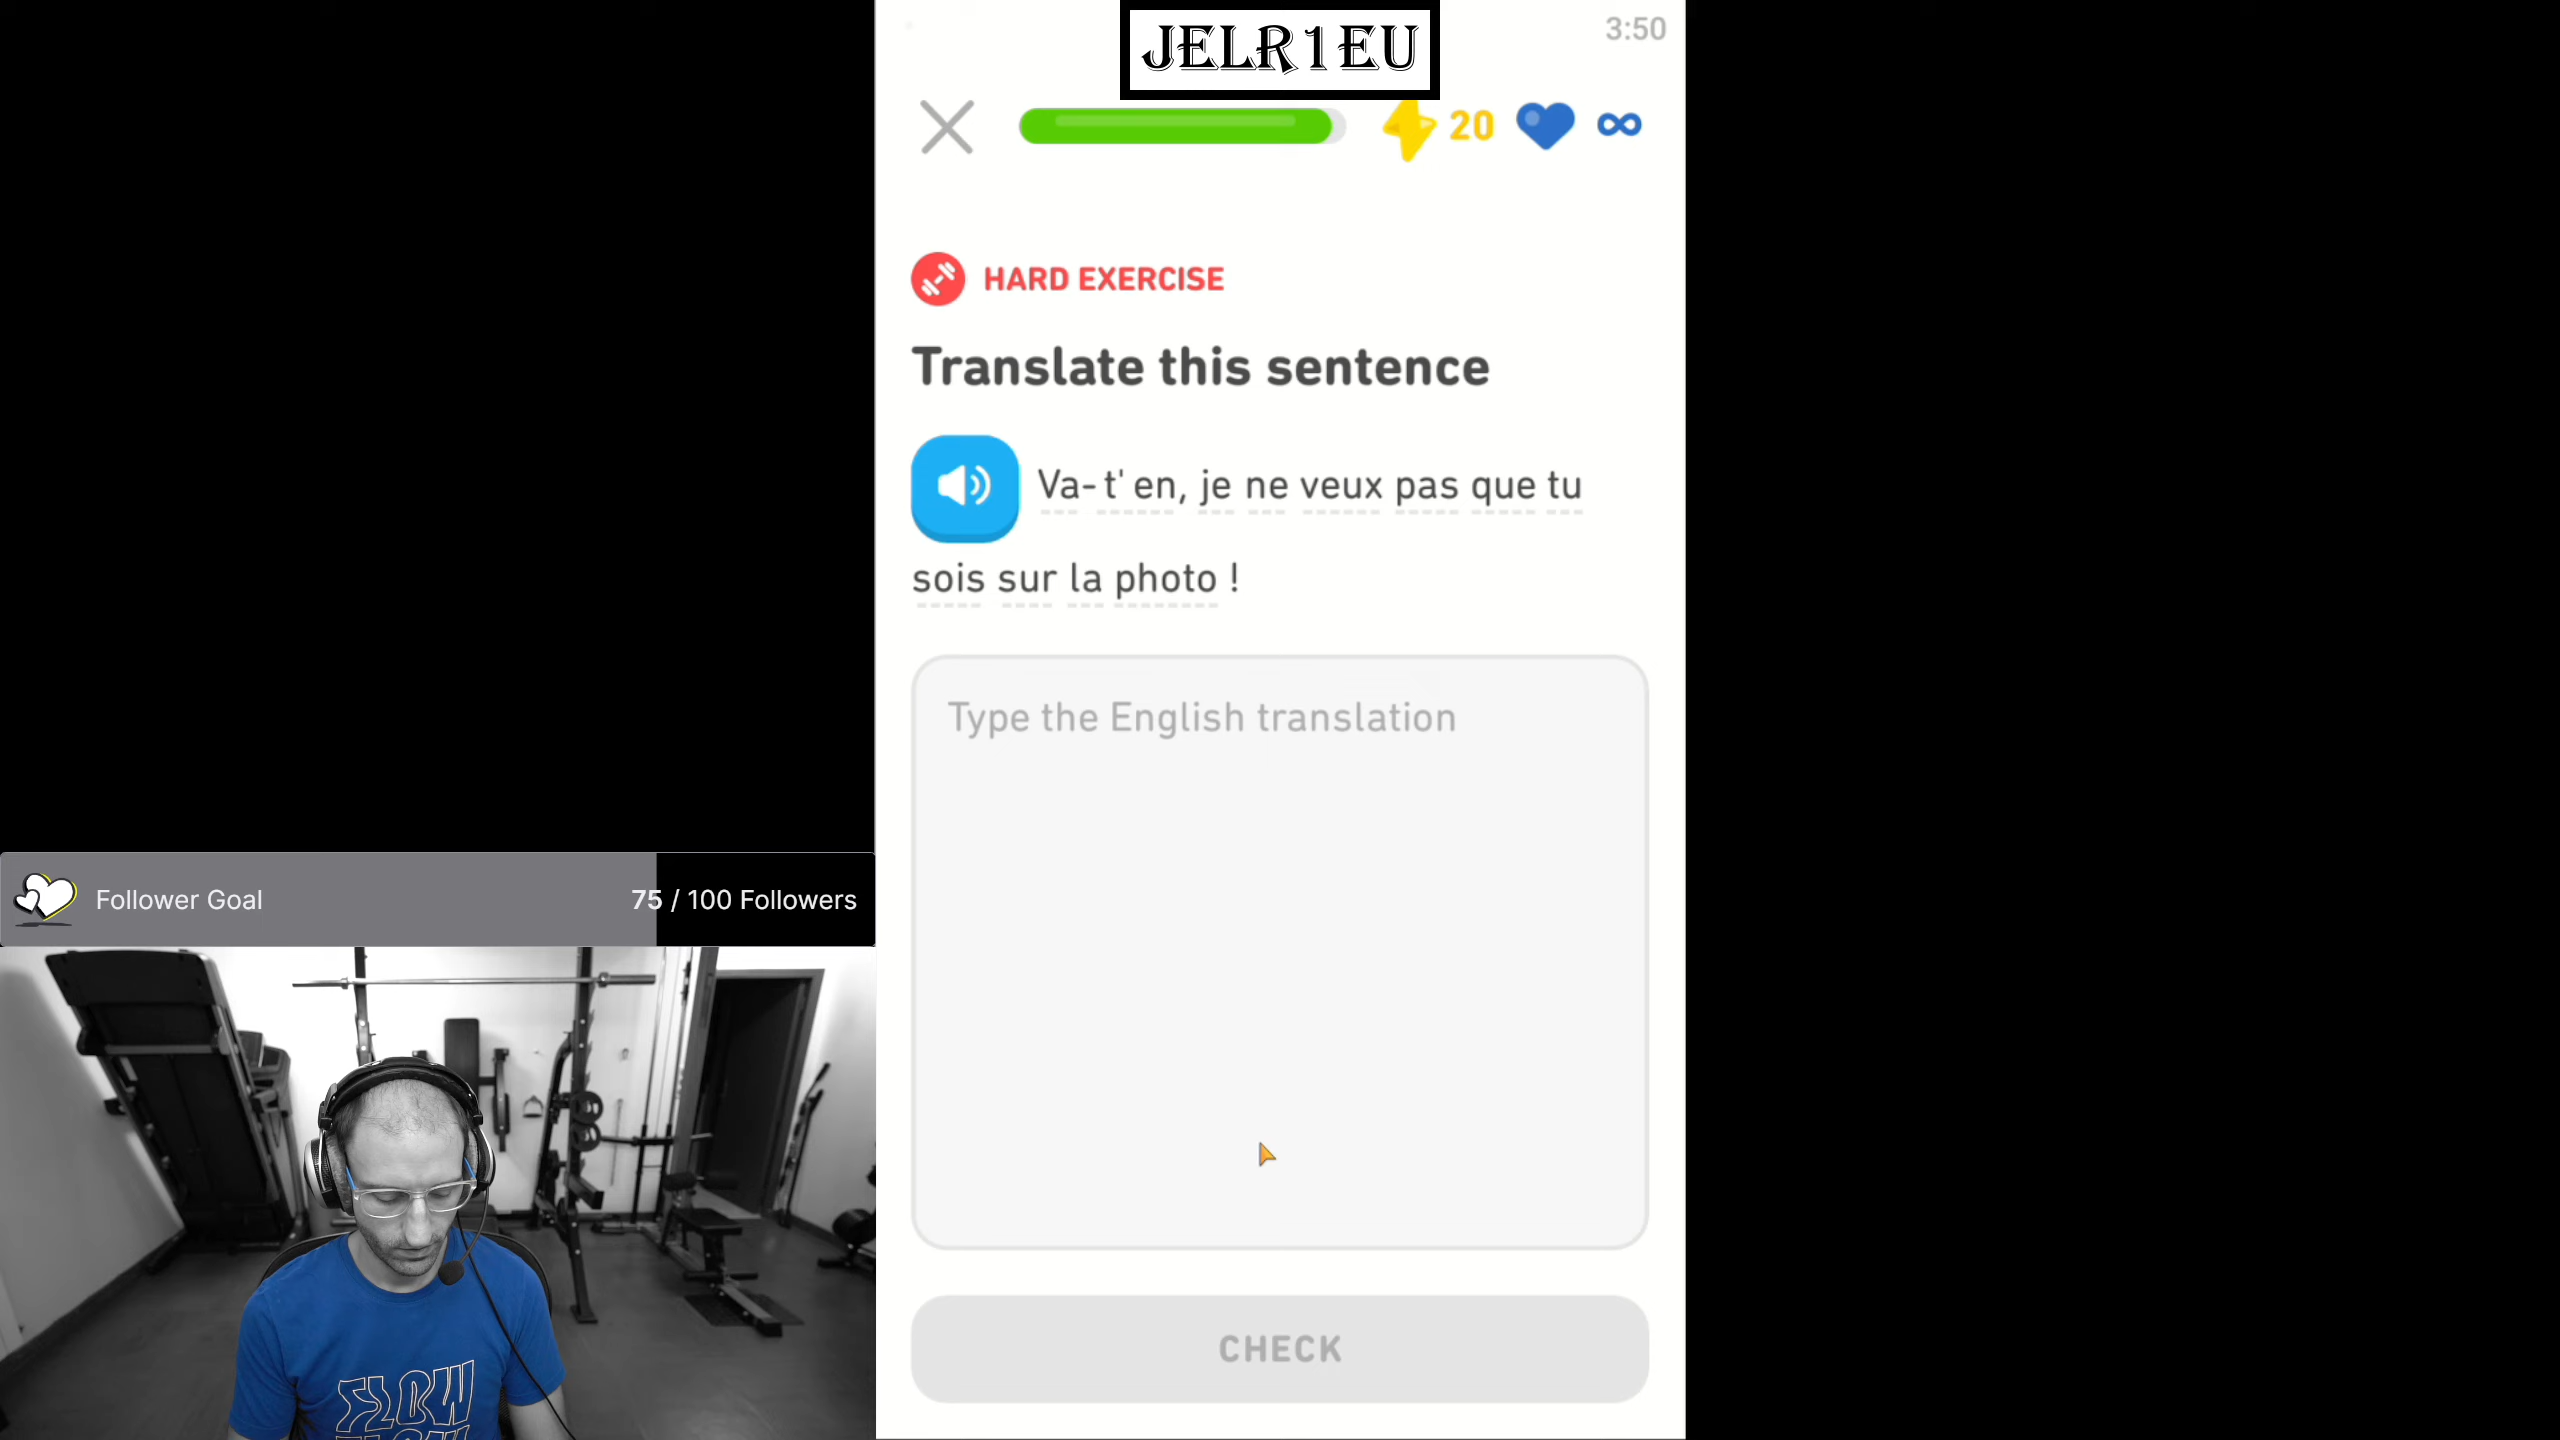 JELR1EU
3:50
20
HARD EXERCISE
Translate this sentence
Va-t'en, je ne veux pas que tu
sois sur la photo !
Type the English translation
CHECK
Follower Goal
75 / 100 Followers
FLOW